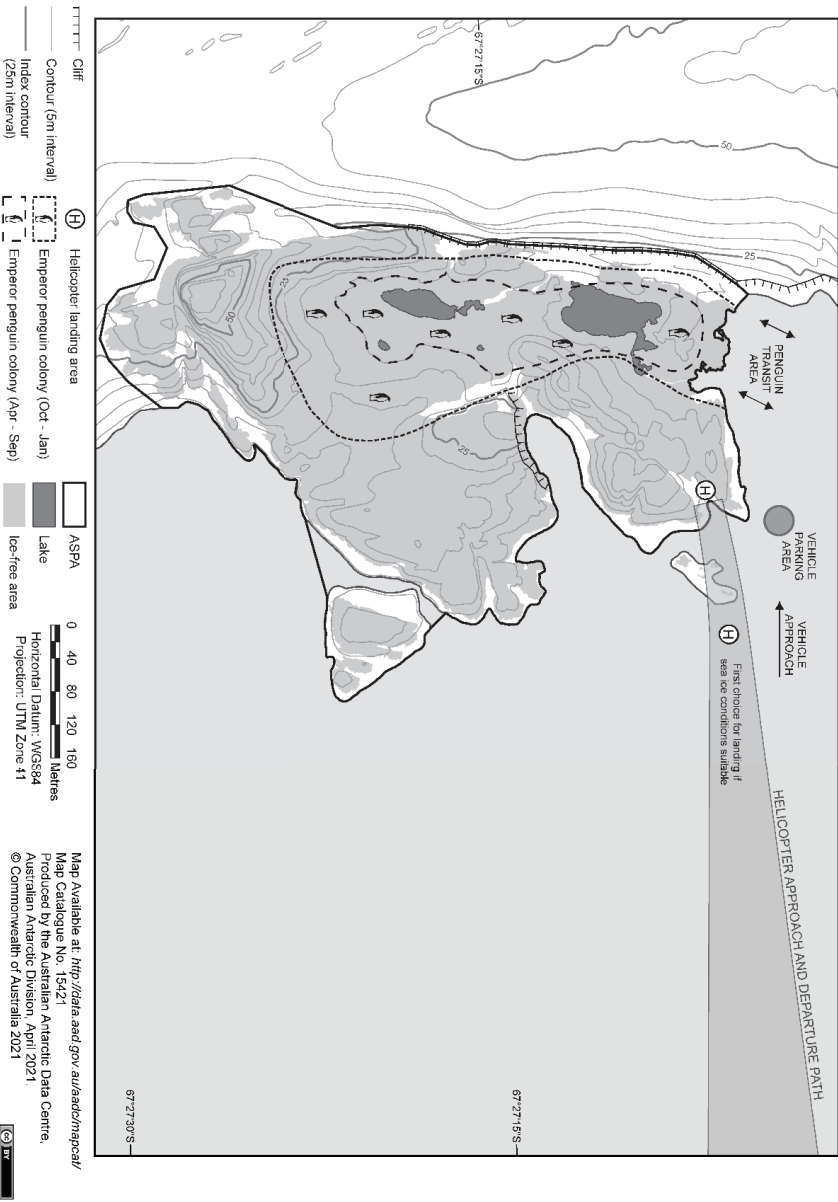 67°27'15"S
50
25
25
50
25
PENGUIN
TRANSIT
AREA
H
VEHICLE
PARKING
AREA
VEHICLE
APPROACH
H
First choice for landing if
sea ice conditions suitable
HELICOPTER APPROACH AND DEPARTURE PATH
67°27'15"S
67°27'30"S
Cliff
Contour (5m interval)
Index contour
(25m interval)
H
Helicopter landing area
Emperor penguin colony (Oct - Jan)
Emperor penguin colony (Apr - Sep)
ASPA
Lake
Ice-free area
0 40 80 120 160
Metres
Horizontal Datum: WGS84
Projection: UTM Zone 41
Map Available at: http://data.aad.gov.au/aadc/mapcat/
Map Catalogue No. 15421
Produced by the Australian Antarctic Data Centre,
Australian Antarctic Division, April 2021.
© Commonwealth of Australia 2021
cc BY